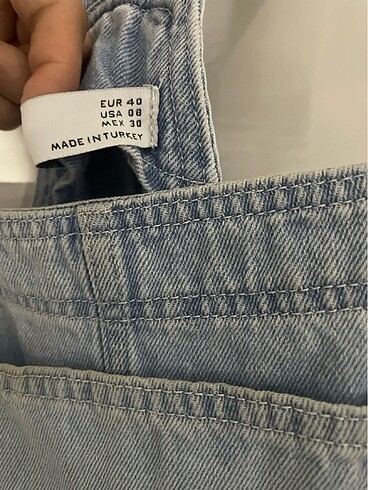 EUR 40
USA 08
MEX 30
MADE IN TURKEY